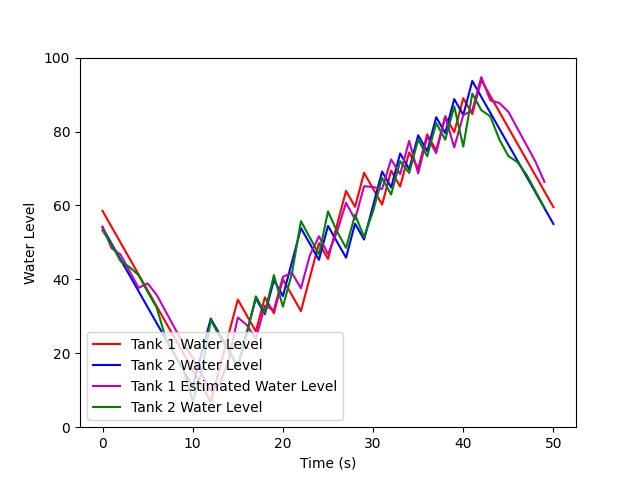 100
80
60
40
20
0
Water Level
Tank 1 Water Level
Tank 2 Water Level
Tank 1 Estimated Water Level
Tank 2 Water Level
0 10 20 30 40 50
Time (s)